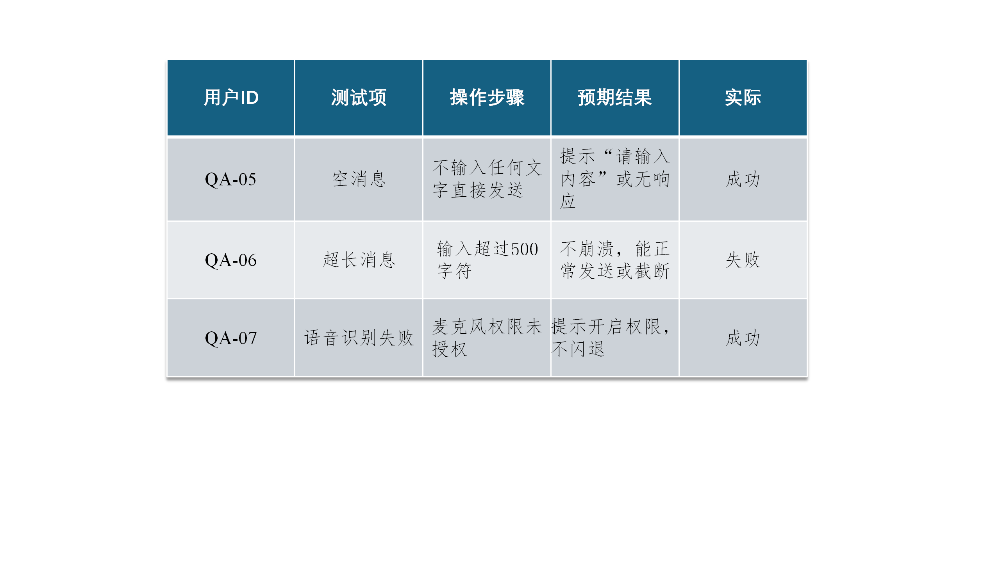 用户ID
测试项
操作步骤
预期结果
实际
QA-05
空消息
不输入任何文
字直接发送
提示“请输入
内容”或无响
应
成功
QA-06
超长消息
输入超过500
字符
不崩溃，能正
常发送或截断
失败
QA-07
语音识别失败
麦克风权限未
授权
提示开启权限，
不闪退
成功